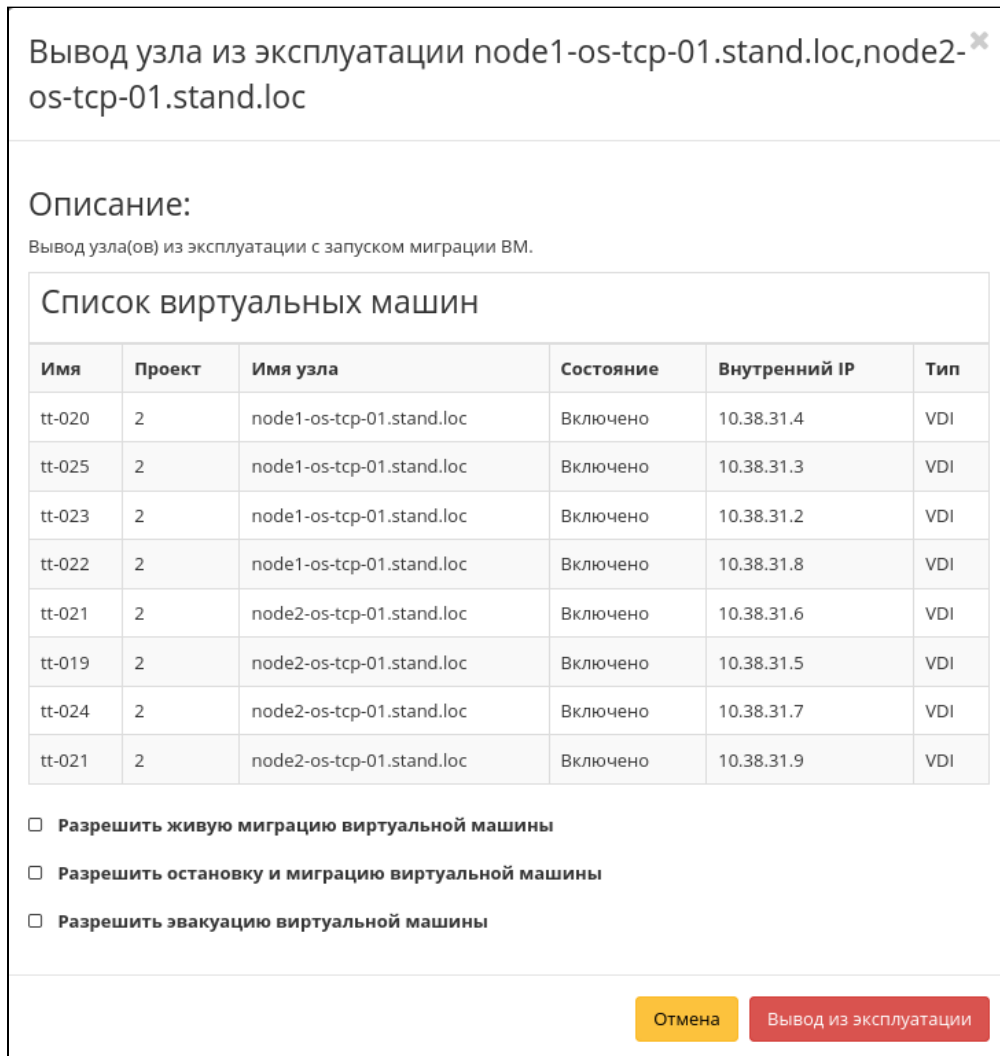 Вывод узла из эксплуатации node1-os-tcp-01.stand.loc,node2-
os-tcp-01.stand.loc
Описание:
Вывод узла(ов) из эксплуатации с запуском миграции ВМ.
Список виртуальных машин
Имя Проект Имя узла Состояние Внутренний IP Тип
tt-020 2 node1-os-tcp-01.stand.loc Включено 10.38.31.4 VDI
tt-025 2 node1-os-tcp-01.stand.loc Включено 10.38.31.3 VDI
tt-023 2 node1-os-tcp-01.stand.loc Включено 10.38.31.2 VDI
tt-022 2 node1-os-tcp-01.stand.loc Включено 10.38.31.8 VDI
tt-021 2 node2-os-tcp-01.stand.loc Включено 10.38.31.6 VDI
tt-019 2 node2-os-tcp-01.stand.loc Включено 10.38.31.5 VDI
tt-024 2 node2-os-tcp-01.stand.loc Включено 10.38.31.7 VDI
tt-021 2 node2-os-tcp-01.stand.loc Включено 10.38.31.9 VDI
Разрешить живую миграцию виртуальной машины
Разрешить остановку и миграцию виртуальной машины
Разрешить эвакуацию виртуальной машины
Отмена Вывод из эксплуатации